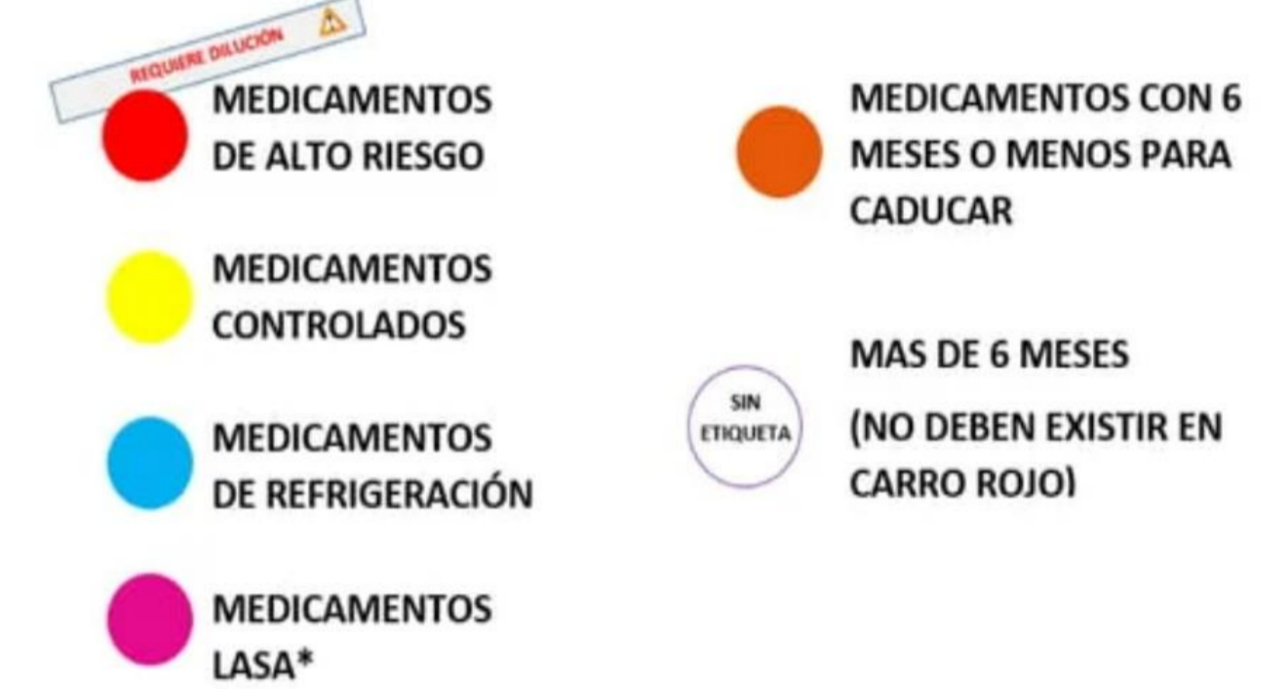 REQUIERE DILUCIÓN
MEDICAMENTOS
DE ALTO RIESGO
MEDICAMENTOS
CONTROLADOS
MEDICAMENTOS
DE REFRIGERACIÓN
MEDICAMENTOS
LASA*
MEDICAMENTOS CON 6
MESES O MENOS PARA
CADUCAR
SIN
ETIQUETA
MAS DE 6 MESES
(NO DEBEN EXISTIR EN
CARRO ROJO)